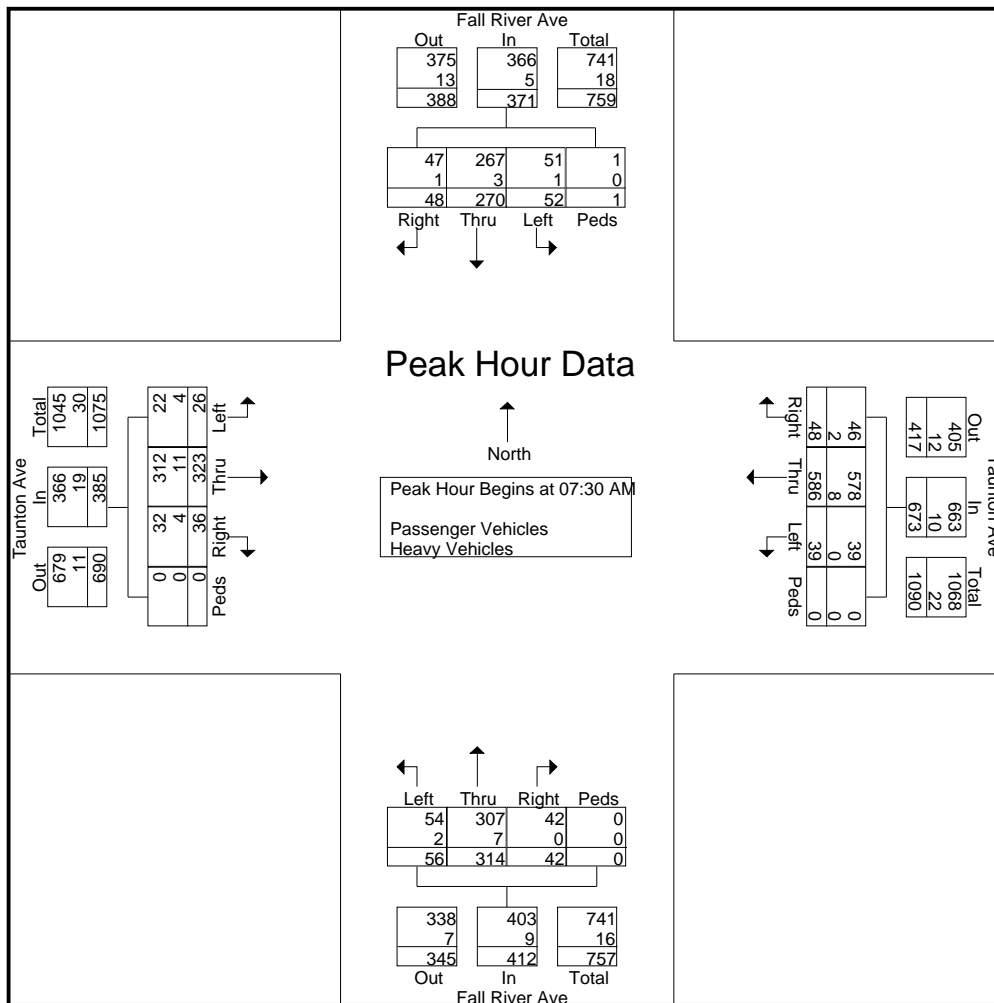 Fall River Ave
Out In Total
375 366 741
13 5 18
388 371 759
47 267 51 1
1 3 1 0
48 270 52 1
Right Thru Left Peds
Peak Hour Data
North
Peak Hour Begins at 07:30 AM
Passenger Vehicles
Heavy Vehicles
Taunton Ave
Out In Total
679 366 1045
11 19 30
690 385 1075
22 312 32 0
4 11 4 0
26 323 36 0
Left Thru Right Peds
Taunton Ave
Out In Total
405 663 1068
12 10 22
417 673 1090
46 578 39 0
2 8 0 0
48 586 39 0
Right Thru Left Peds
Left Thru Right Peds
54 307 42 0
2 7 0 0
56 314 42 0
338 403 741
7 9 16
345 412 757
Out In Total
Fall River Ave